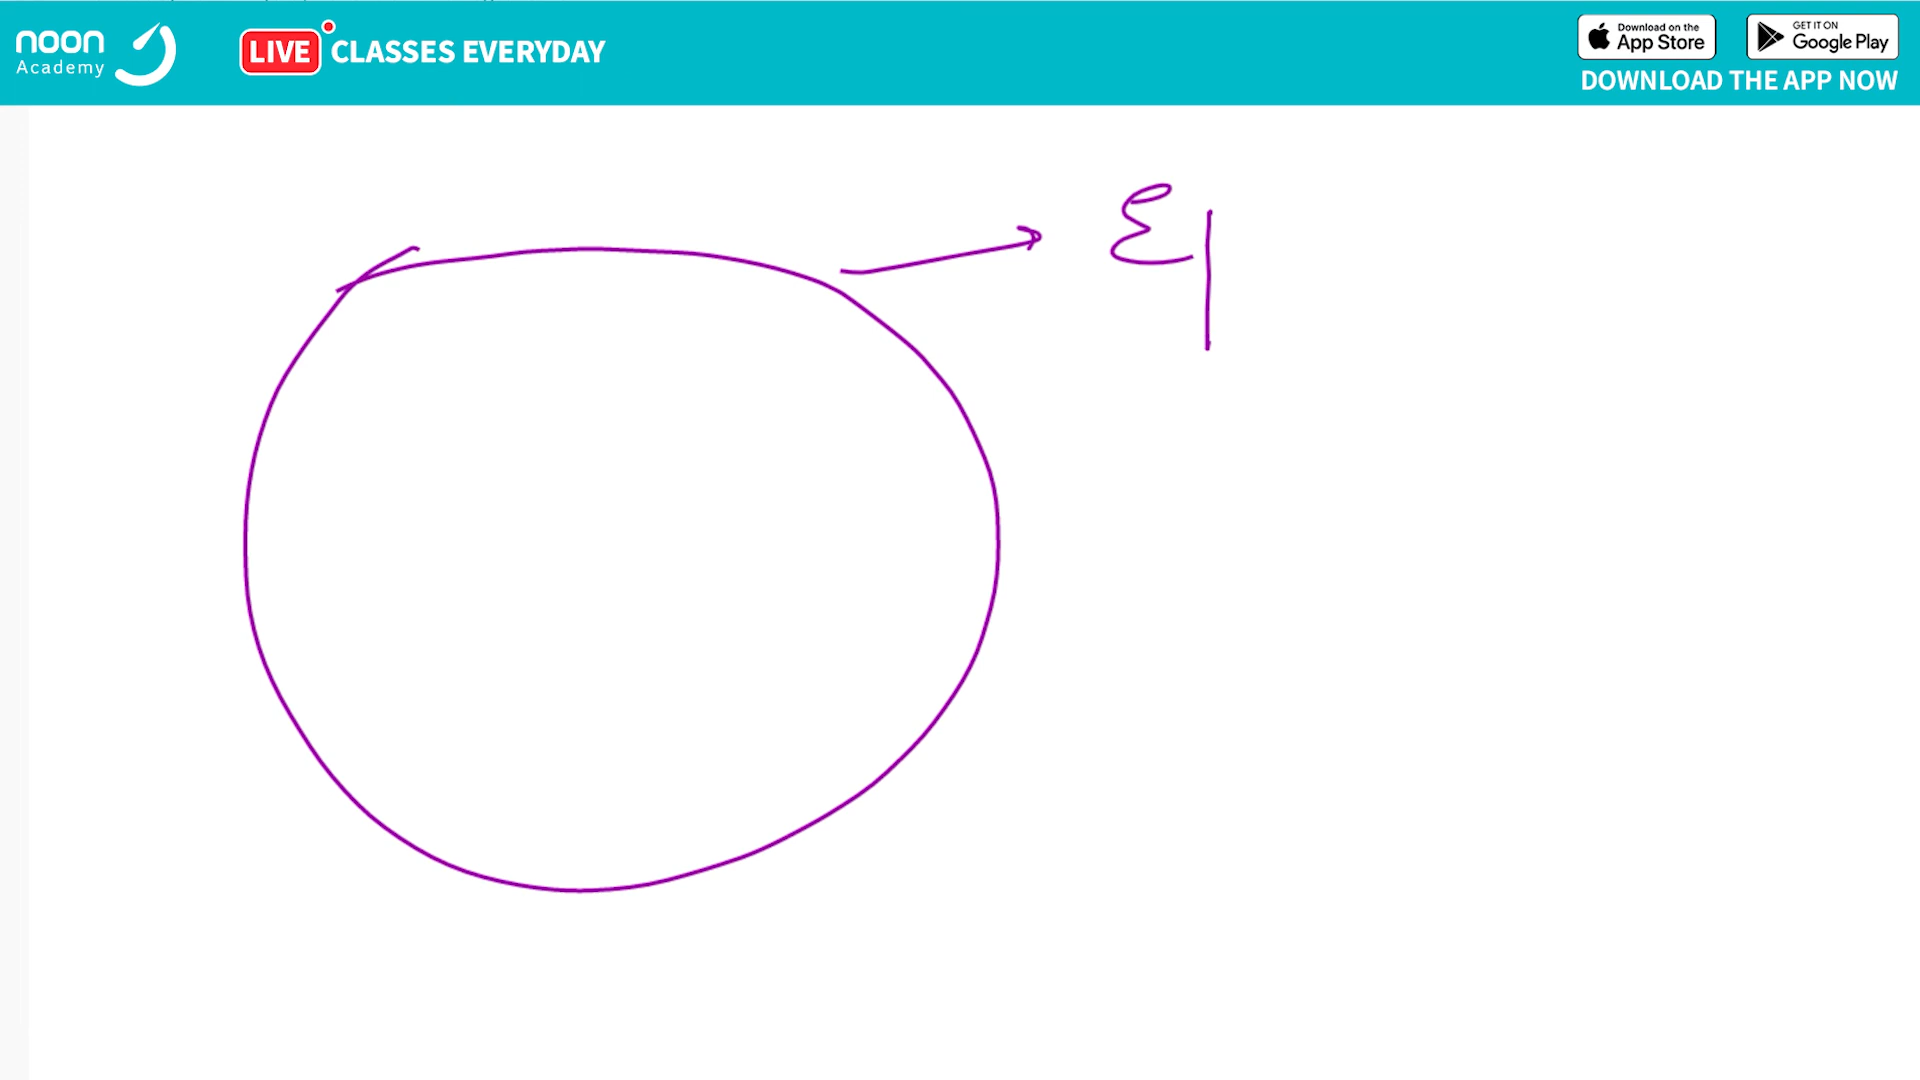 noon
Academy
LIVE CLASSES EVERYDAY
Download on the
App Store
GET IT ON
Google Play
DOWNLOAD THE APP NOW